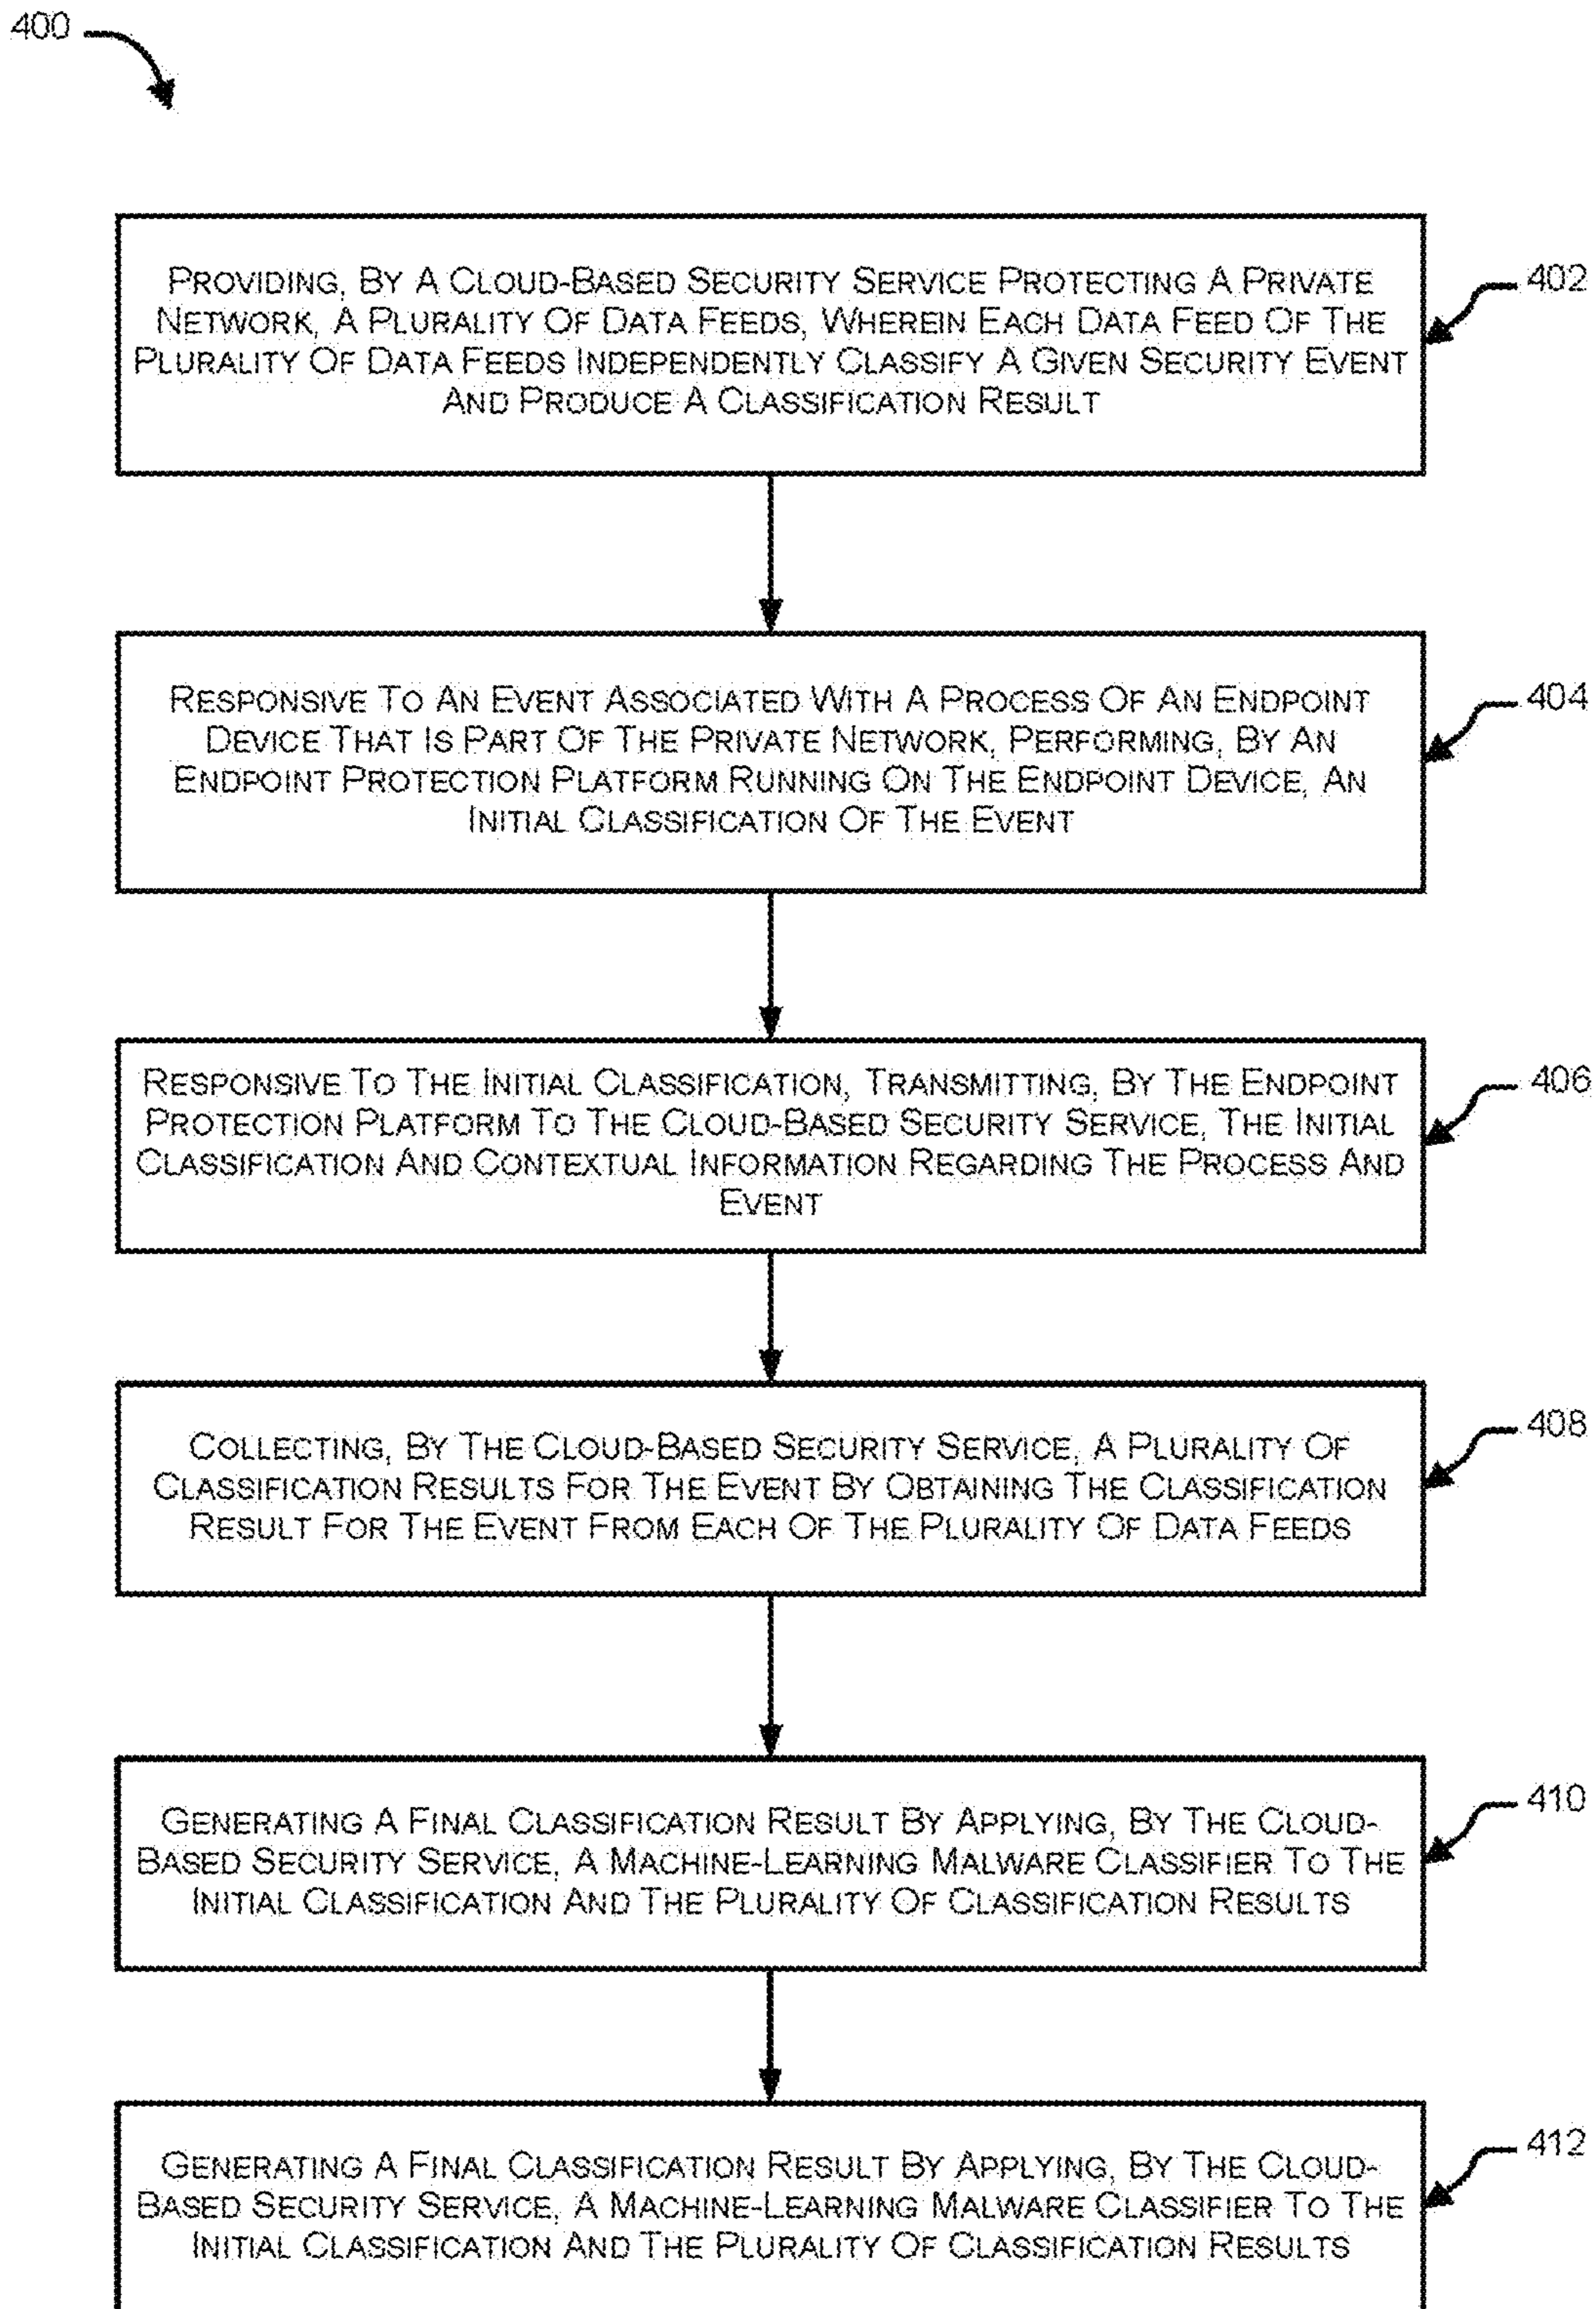 400
PROVIDING, BY A CLOUD-BASED SECURITY SERVICE PROTECTING A PRIVATE
NETWORK, A PLURALITY OF DATA FEEDS, WHEREIN EACH DATA FEED OF THE
PLURALITY OF DATA FEEDS INDEPENDENTLY CLASSIFY A GIVEN SECURITY EVENT
AND PRODUCE A CLASSIFICATION RESULT
402
RESPONSIVE TO AN EVENT ASSOCIATED WITH A PROCESS OF AN ENDPOINT
DEVICE THAT IS PART OF THE PRIVATE NETWORK, PERFORMING, BY AN
ENDPOINT PROTECTION PLATFORM RUNNING ON THE ENDPOINT DEVICE, AN
INITIAL CLASSIFICATION OF THE EVENT
404
RESPONSIVE TO THE INITIAL CLASSIFICATION, TRANSMITTING, BY THE ENDPOINT
PROTECTION PLATFORM TO THE CLOUD-BASED SECURITY SERVICE, THE INITIAL
CLASSIFICATION AND CONTEXTUAL INFORMATION REGARDING THE PROCESS AND
EVENT
406
COLLECTING, BY THE CLOUD-BASED SECURITY SERVICE, A PLURALITY OF
CLASSIFICATION RESULTS FOR THE EVENT BY OBTAINING THE CLASSIFICATION
RESULT FOR THE EVENT FROM EACH OF THE PLURALITY OF DATA FEEDS
408
GENERATING A FINAL CLASSIFICATION RESULT BY APPLYING, BY THE CLOUD-
BASED SECURITY SERVICE, A MACHINE-LEARNING MALWARE CLASSIFIER TO THE
INITIAL CLASSIFICATION AND THE PLURALITY OF CLASSIFICATION RESULTS
410
GENERATING A FINAL CLASSIFICATION RESULT BY APPLYING, BY THE CLOUD-
BASED SECURITY SERVICE, A MACHINE-LEARNING MALWARE CLASSIFIER TO THE
INITIAL CLASSIFICATION AND THE PLURALITY OF CLASSIFICATION RESULTS
412